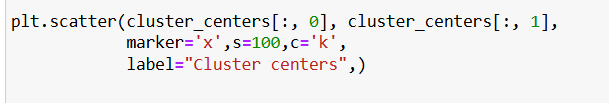 plt.scatter(cluster_centers[:, 0], cluster_centers[:, 1],
            marker='x',s=100,c='k',
            label="Cluster centers",)